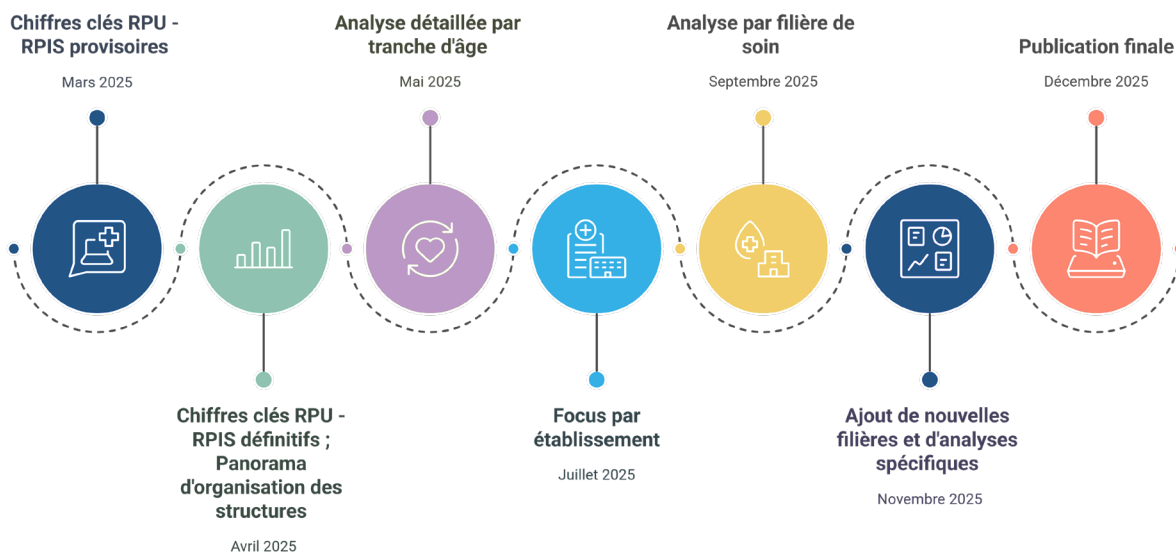 Chiffres clés RPU -
RPIS provisoires
Mars 2025
Chiffres clés RPU -
RPIS définitifs ;
Panorama
d'organisation des
structures
Avril 2025
Analyse détaillée par
tranche d'âge
Mai 2025
Focus par
établissement
Juillet 2025
Analyse par filière de
soin
Septembre 2025
Ajout de nouvelles
filières et d'analyses
spécifiques
Novembre 2025
Publication finale
Décembre 2025